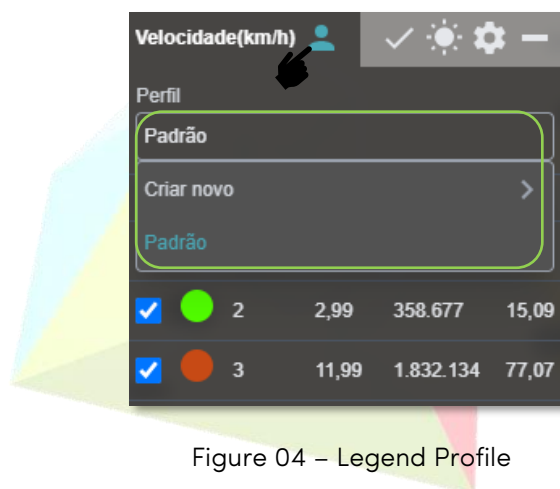 Velocidade(km/h)
Perfil
Padrão
Criar novo
Padrão
2 2,99 358.677 15,09
3 11,99 1.832.134 77,07
Figure 04 – Legend Profile